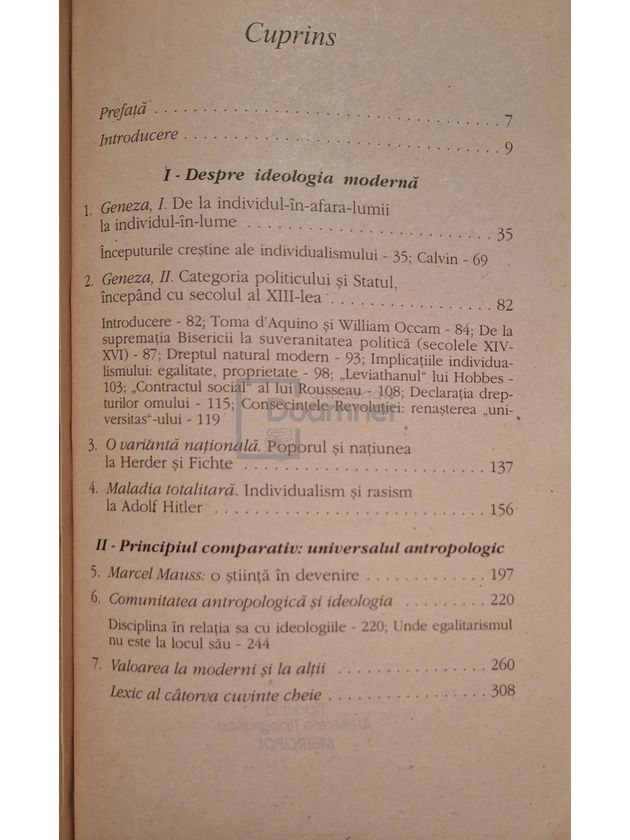 Cuprins
Prefață . . . . . . . . . . . . . . . . . . . . . . . . . . . . . . . 7
Introducere . . . . . . . . . . . . . . . . . . . . . . . . . . . . 9
I - Despre ideologia modernă
1. Geneza, I. De la individul-în-afara-lumii
la individul-în-lume . . . . . . . . . . . . . . . . . . . . . . 35
Începuturile creștine ale individualismului - 35; Calvin - 69
2. Geneza, II. Categoria politicului și Statul,
începând cu secolul al XIII-lea . . . . . . . . . . . . . . 82
Introducere - 82; Toma d'Aquino și William Occam - 84; De la
supremația Bisericii la suveranitatea politică (secolele XIV-
XVI) - 87; Dreptul natural modern - 93; Implicațiile individua-
lismului: egalitate, proprietate - 98; „Leviathanul“ lui Hobbes -
103; „Contractul social“ al lui Rousseau - 108; Declarația drep-
turilor omului - 115; Consecințele Revoluției: renașterea „uni-
versitas“-ului - 119
3. O variantă națională. Poporul și națiunea
la Herder și Fichte . . . . . . . . . . . . . . . . . . . . . . 137
4. Maladia totalitară. Individualism și rasism
la Adolf Hitler . . . . . . . . . . . . . . . . . . . . . . . . . 156
II - Principiul comparativ: universalul antropologic
5. Marcel Mauss: o știință în devenire . . . . . . . . . . . 197
6. Comunitatea antropologică și ideologia . . . . . . . 220
Disciplina în relația sa cu ideologiile - 220; Unde egalitarismul
nu este la locul său - 244
7. Valoarea la moderni și la alții . . . . . . . . . . . . . 260
Lexic al câtorva cuvinte cheie . . . . . . . . . . . . . . 308
Atelierele Tipografice
METROPOL